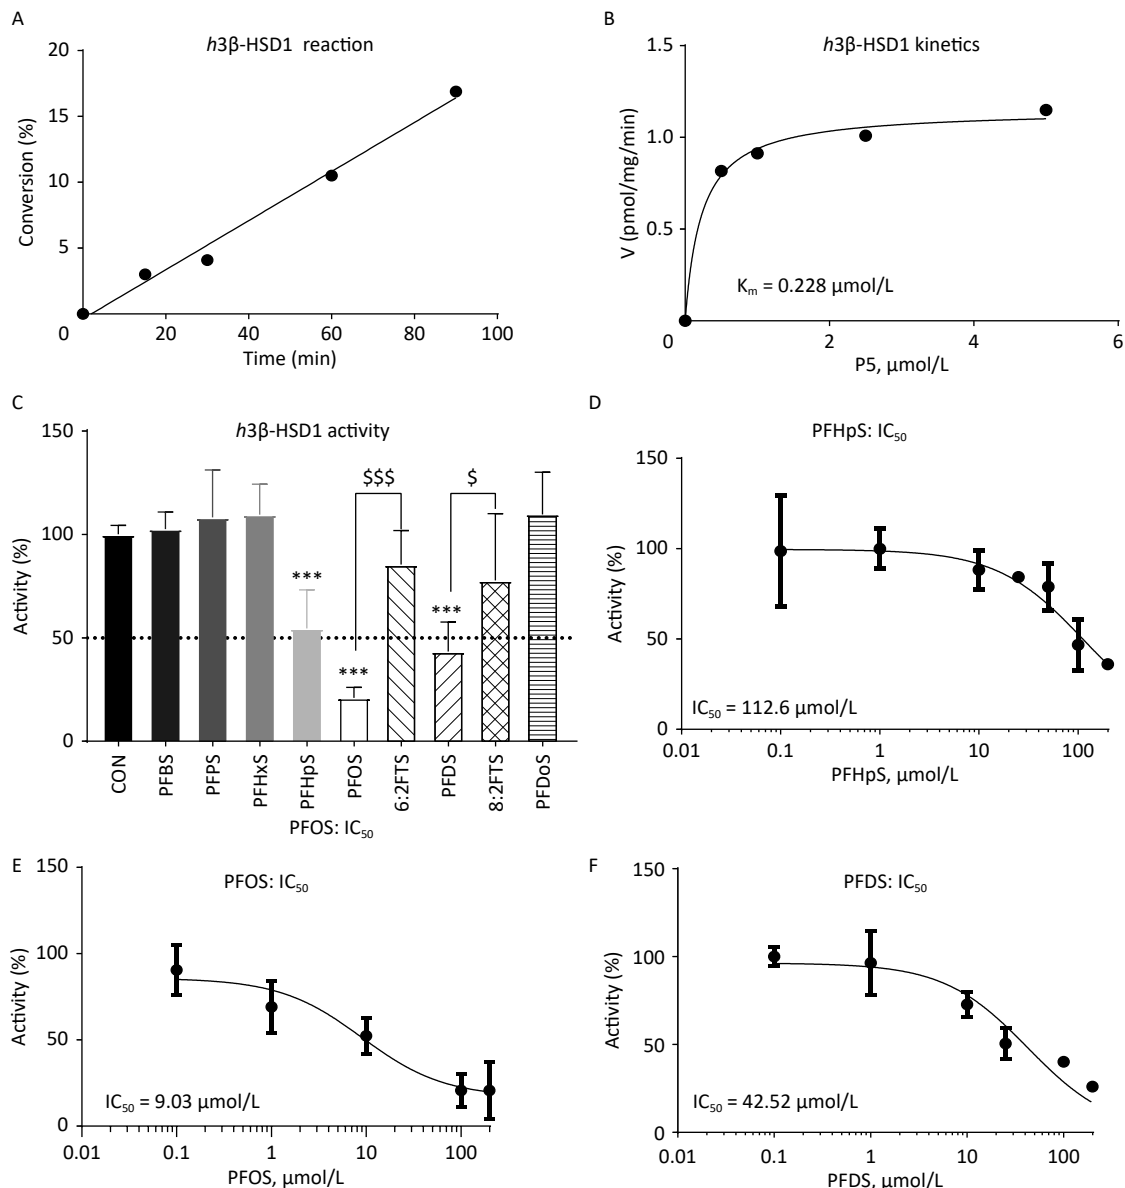 A
h3β-HSD1 reaction
20
15
10
5
0
20
40
60
80
100
Conversion (%)
Time (min)
B
h3β-HSD1 kinetics
1.5
1.0
0.5
0
2
4
6
V (pmol/mg/min)
Kₘ = 0.228 μmol/L
P5, μmol/L
C
h3β-HSD1 activity
150
100
50
0
Activity (%)
***
***
$$$
***
$
CON
PFBS
PFPS
PFHxS
PFHpS
PFOS
6:2FTS
PFDS
8:2FTS
PFDoS
PFOS: IC₅₀
D
PFHpS: IC₅₀
150
100
50
0
Activity (%)
IC₅₀ = 112.6 μmol/L
0.01
0.1
1
10
100
PFHpS, μmol/L
E
PFOS: IC₅₀
150
100
50
0
Activity (%)
IC₅₀ = 9.03 μmol/L
0.01
0.1
1
10
100
PFOS, μmol/L
F
PFDS: IC₅₀
150
100
50
0
Activity (%)
IC₅₀ = 42.52 μmol/L
0.01
0.1
1
10
100
PFDS, μmol/L